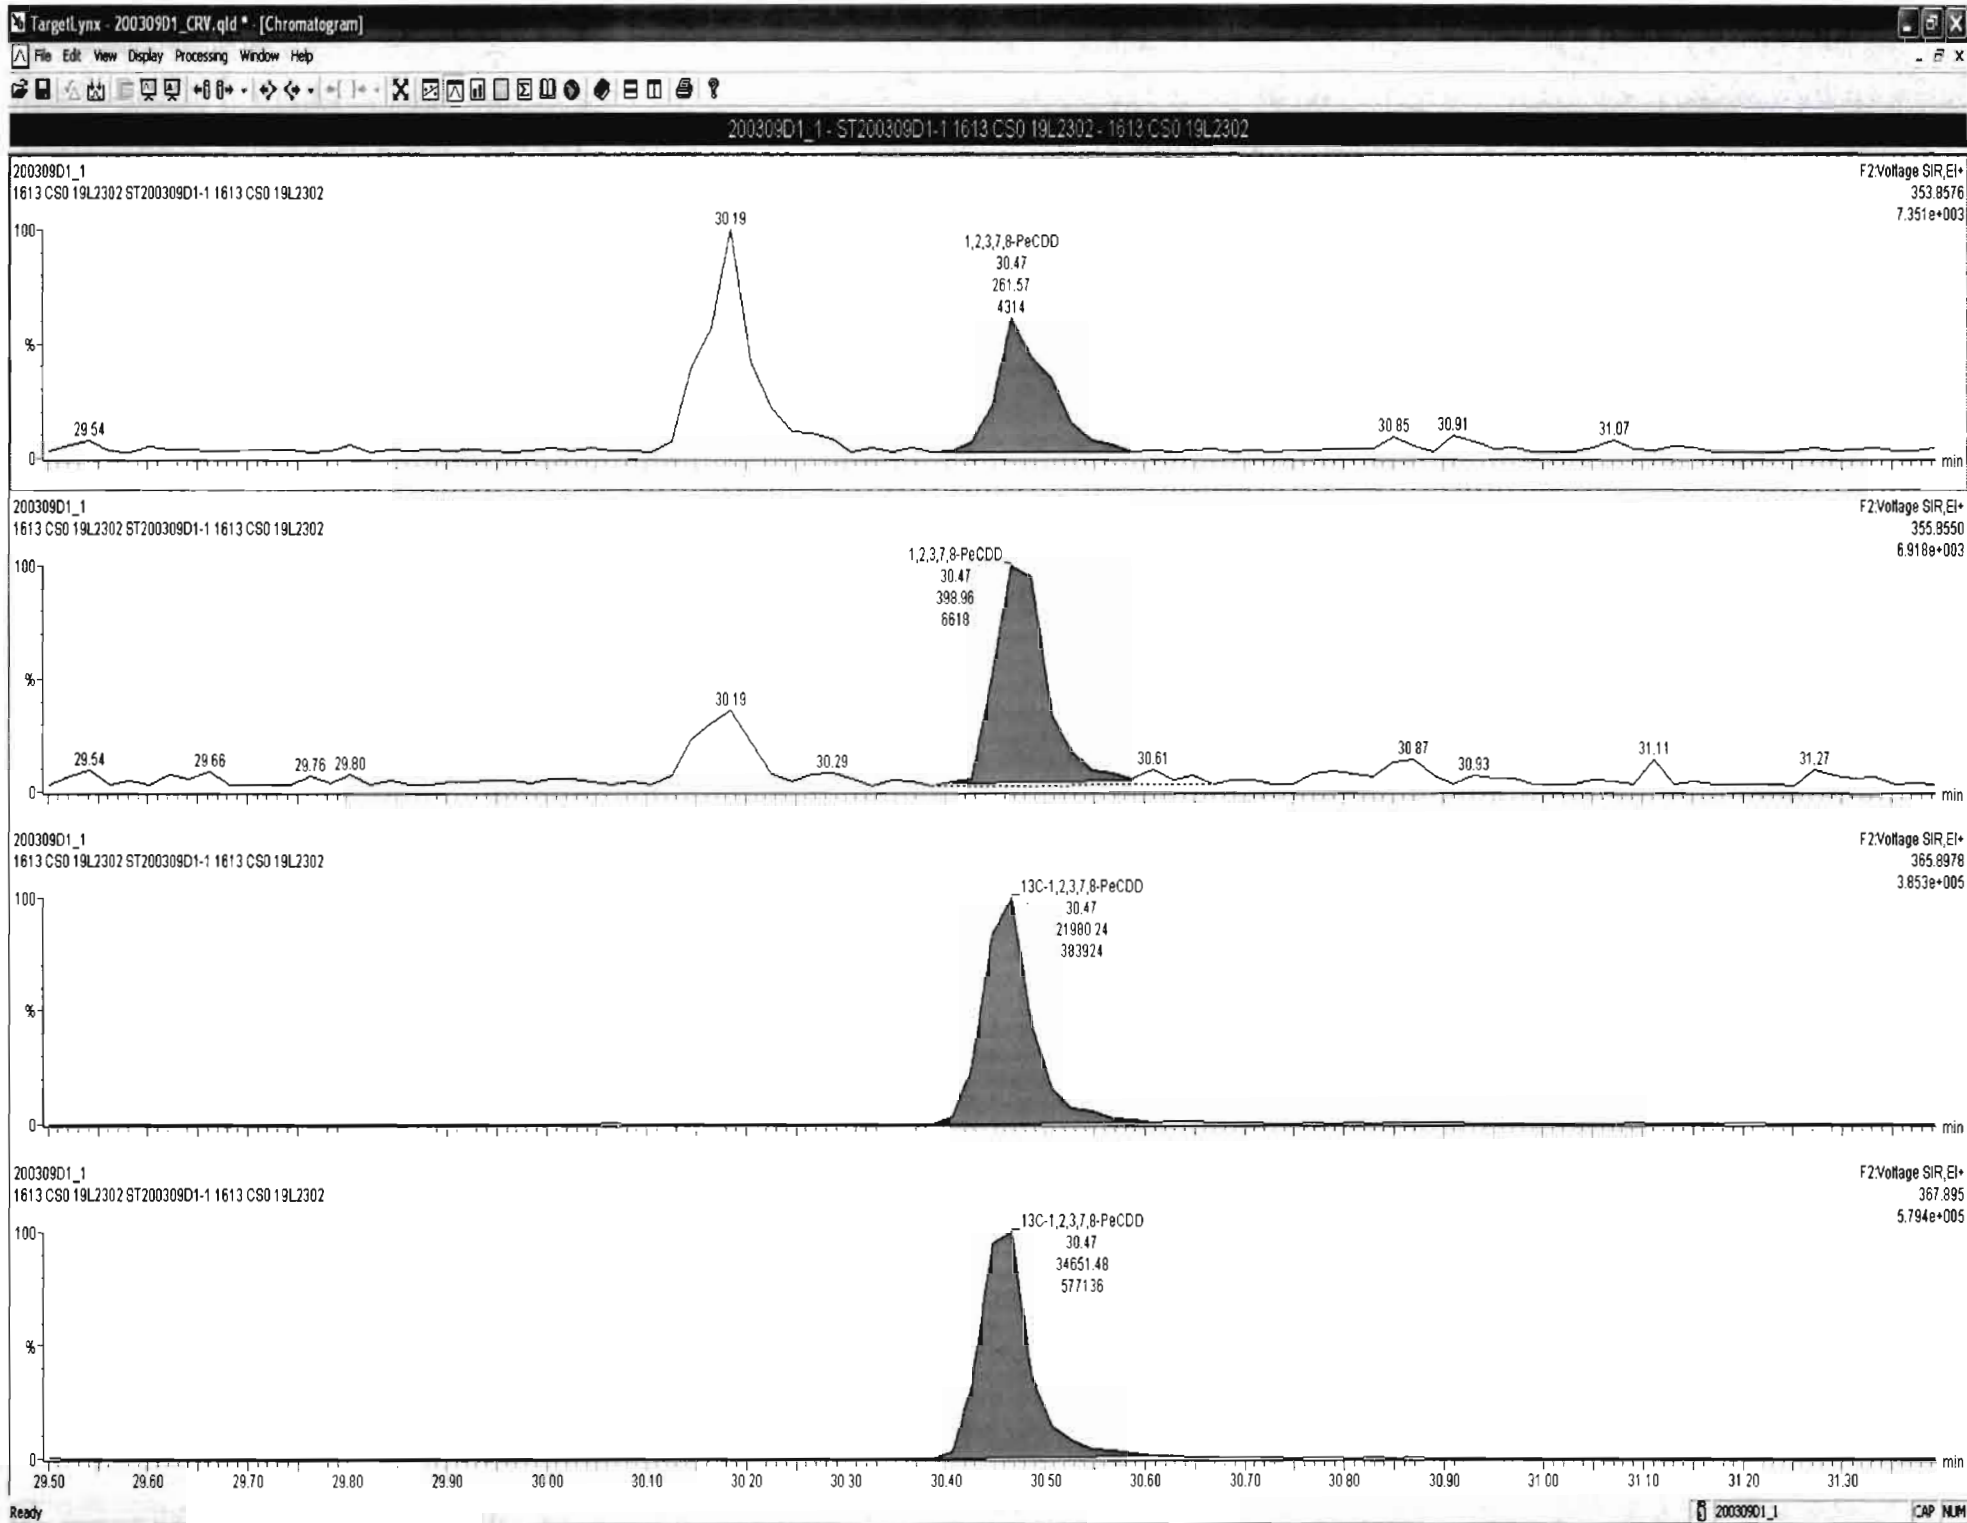 TargetLynx - 200309D1_CRV.qld * - [Chromatogram]
File Edit View Display Processing Window Help
200309D1_1 - ST200309D1-1 1613 CS0 19L2302 - 1613 CS0 19L2302
200309D1_1
1613 CS0 19L2302 ST200309D1-1 1613 CS0 19L2302
F2:Voltage SIR,EI+
353.8576
7.351e+003
100
%
0
29.54
30.19
1,2,3,7,8-PeCDD
30.47
261.57
4314
30.85
30.91
31.07
min
200309D1_1
1613 CS0 19L2302 ST200309D1-1 1613 CS0 19L2302
F2:Voltage SIR,EI+
355.8550
6.918e+003
100
%
0
29.54
29.66
29.76
29.80
30.19
30.29
1,2,3,7,8-PeCDD
30.47
398.96
6618
30.61
30.87
30.93
31.11
31.27
min
200309D1_1
1613 CS0 19L2302 ST200309D1-1 1613 CS0 19L2302
F2:Voltage SIR,EI+
365.8978
3.853e+005
100
%
0
13C-1,2,3,7,8-PeCDD
30.47
21980.24
383924
min
200309D1_1
1613 CS0 19L2302 ST200309D1-1 1613 CS0 19L2302
F2:Voltage SIR,EI+
367.895
5.794e+005
100
%
0
13C-1,2,3,7,8-PeCDD
30.47
34651.48
577136
min
29.50 29.60 29.70 29.80 29.90 30.00 30.10 30.20 30.30 30.40 30.50 30.60 30.70 30.80 30.90 31.00 31.10 31.20 31.30
Ready
200309D1_1
CAP NUM